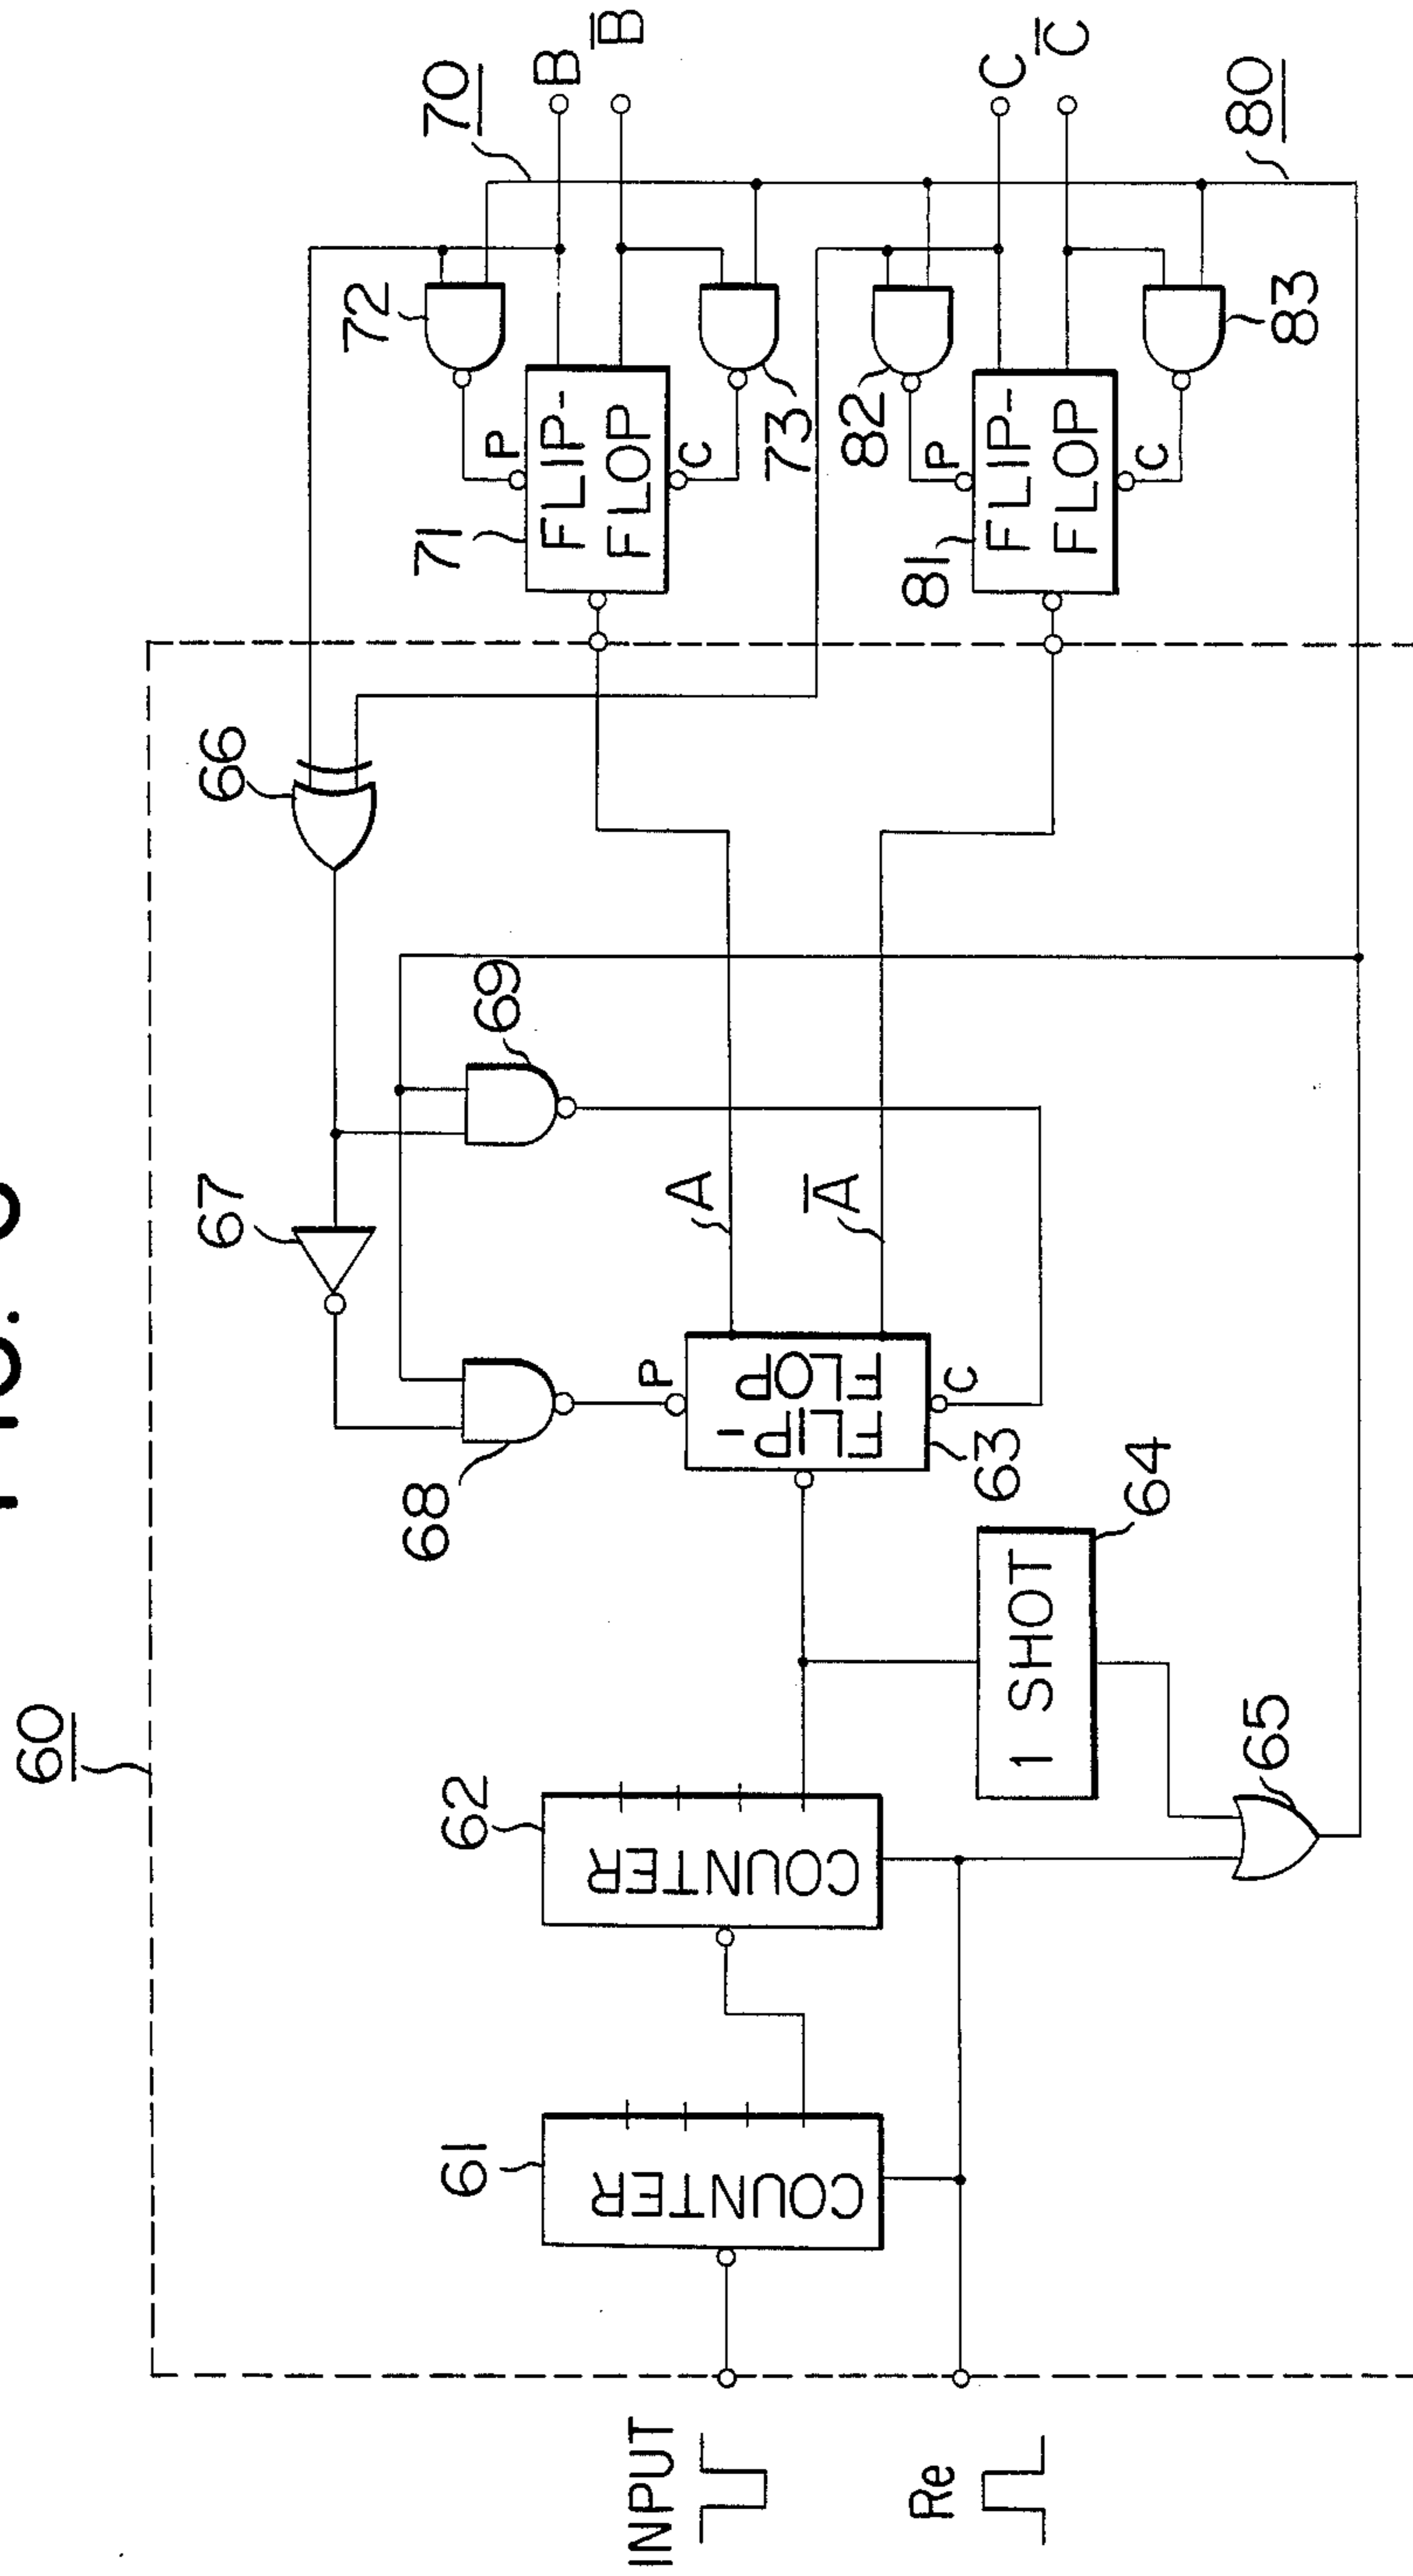 60
INPUT
Re
61
COUNTER
62
COUNTER
1 SHOT
64
65
63
FLIP-
FLOP
P
C
A
A̅
66
67
68
69
70
71
72
73
FLIP-
FLOP
P
C
B
B̅
80
81
82
83
FLIP-
FLOP
P
C
C
C̅